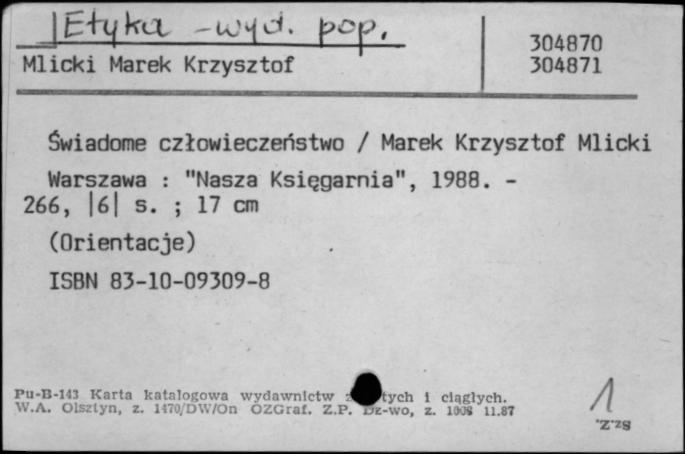 Etyka - wyd. pop.
304870
Mlicki Marek Krzysztof
304871
Świadome człowieczeństwo / Marek Krzysztof Mlicki
Warszawa : "Nasza Księgarnia", 1988. -
266, |6| s. ; 17 cm
(Orientacje)
ISBN 83-10-09309-8
Pu-B-143 Karta katalogowa wydawnictw i ciągłych.
W.A. Olsztyn, z. 1470/DW/On OZGraf. Z.P. Dz-wo, z. 1008 11.87
1
"Z"ZS